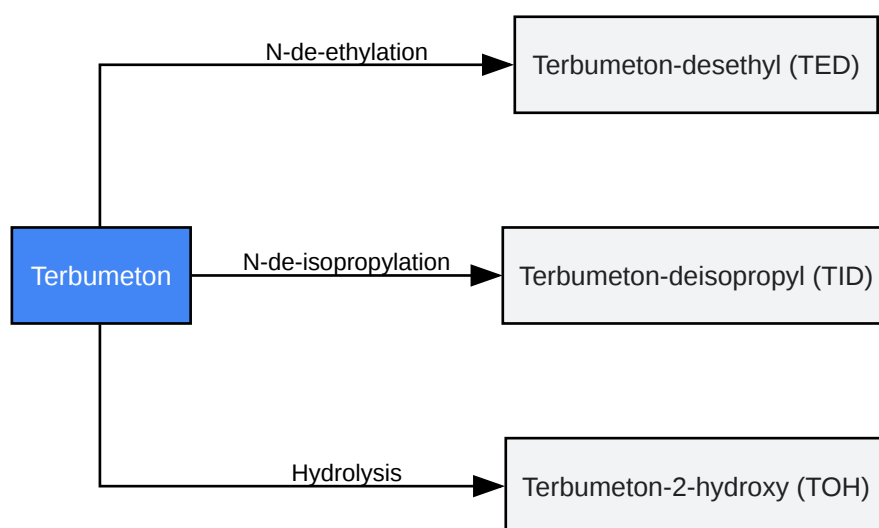 N-de-ethylation
Terbumeton-desethyl (TED)
Terbumeton
N-de-isopropylation
Terbumeton-deisopropyl (TID)
Hydrolysis
Terbumeton-2-hydroxy (TOH)